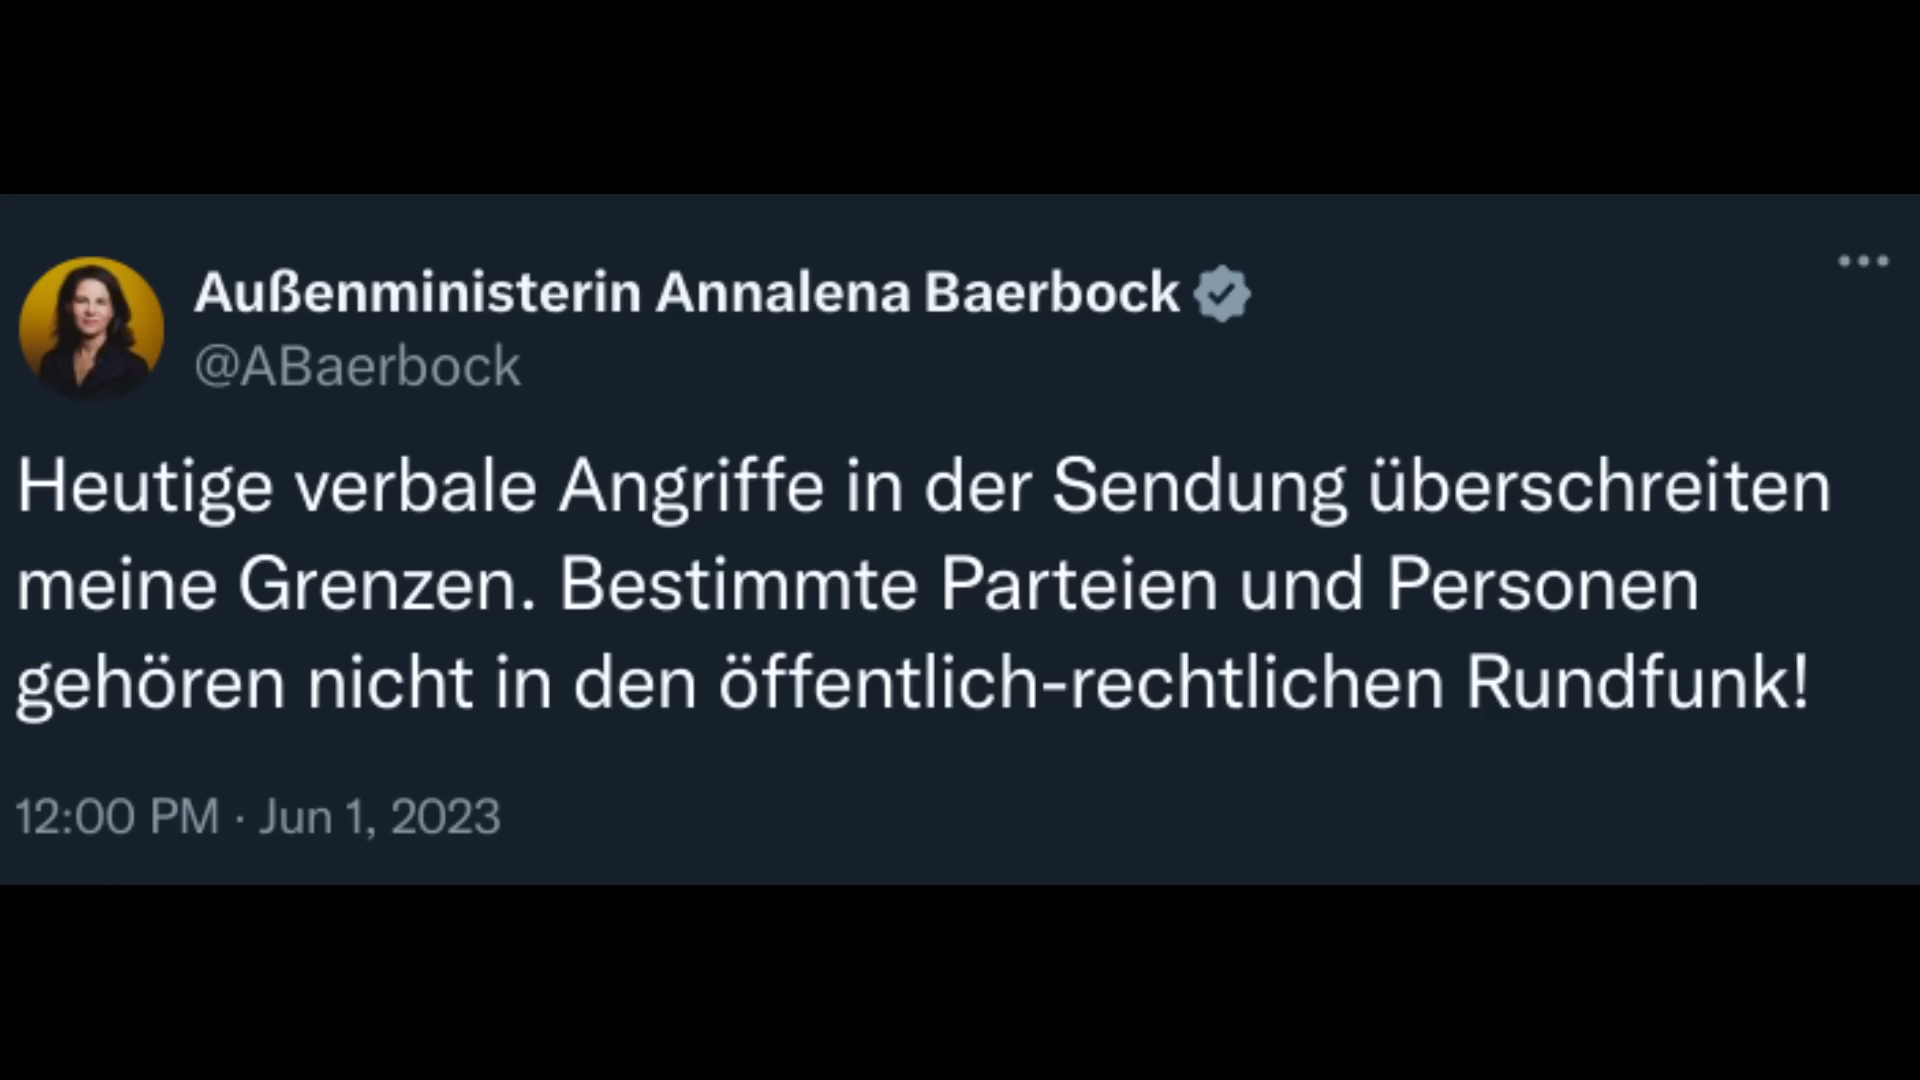 Außenministerin Annalena Baerbock
@ABaerbock
Heutige verbale Angriffe in der Sendung überschreiten
meine Grenzen. Bestimmte Parteien und Personen
gehören nicht in den öffentlich-rechtlichen Rundfunk!
12:00 PM · Jun 1, 2023